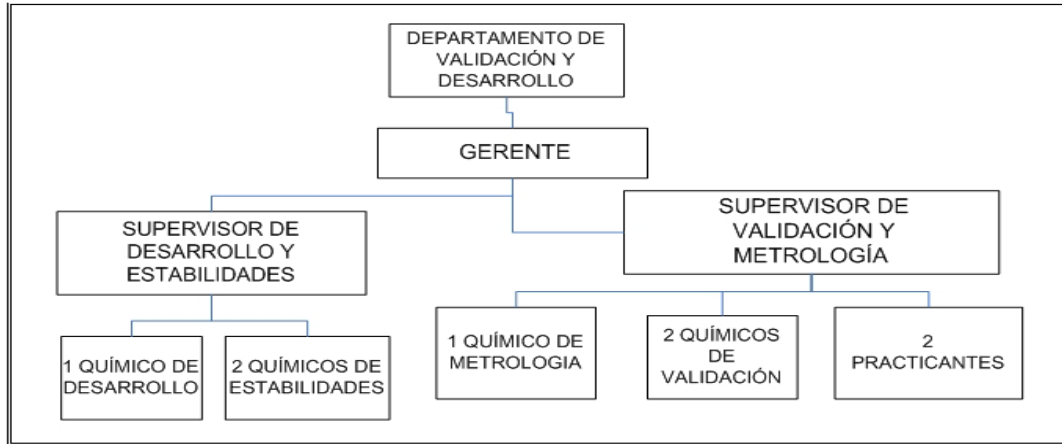 DEPARTAMENTO DE
VALIDACIÓN Y
DESARROLLO
GERENTE
SUPERVISOR DE
DESARROLLO Y
ESTABILIDADES
SUPERVISOR DE
VALIDACIÓN Y
METROLOGÍA
1 QUÍMICO DE
DESARROLLO
2 QUÍMICOS DE
ESTABILIDADES
1 QUÍMICO DE
METROLOGIA
2 QUÍMICOS
DE
VALIDACIÓN
2
PRACTICANTES